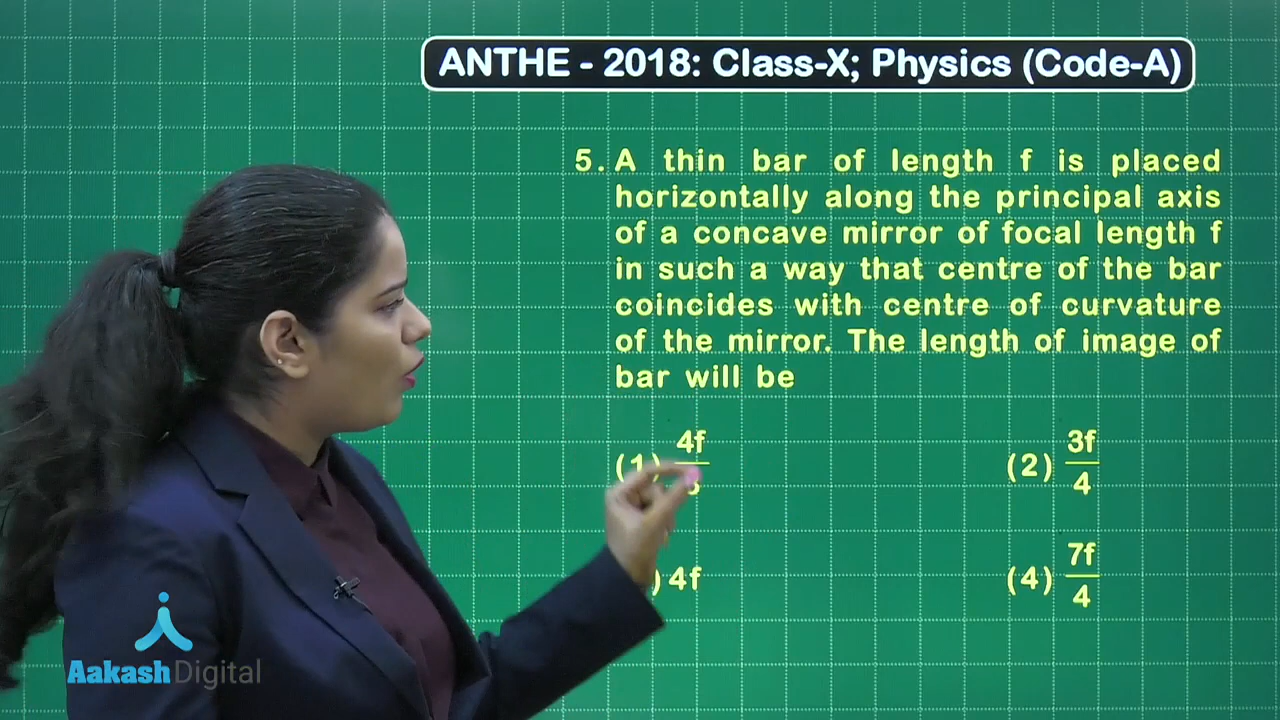 ANTHE - 2018: Class-X; Physics (Code-A)
5. A thin bar of length f is placed
horizontally along the principal axis
of a concave mirror of focal length f
in such a way that centre of the bar
coincides with centre of curvature
of the mirror. The length of image of
bar will be
(1) 4f
(2) 3f/4
) 4f
(4) 7f/4
Aakash Digital